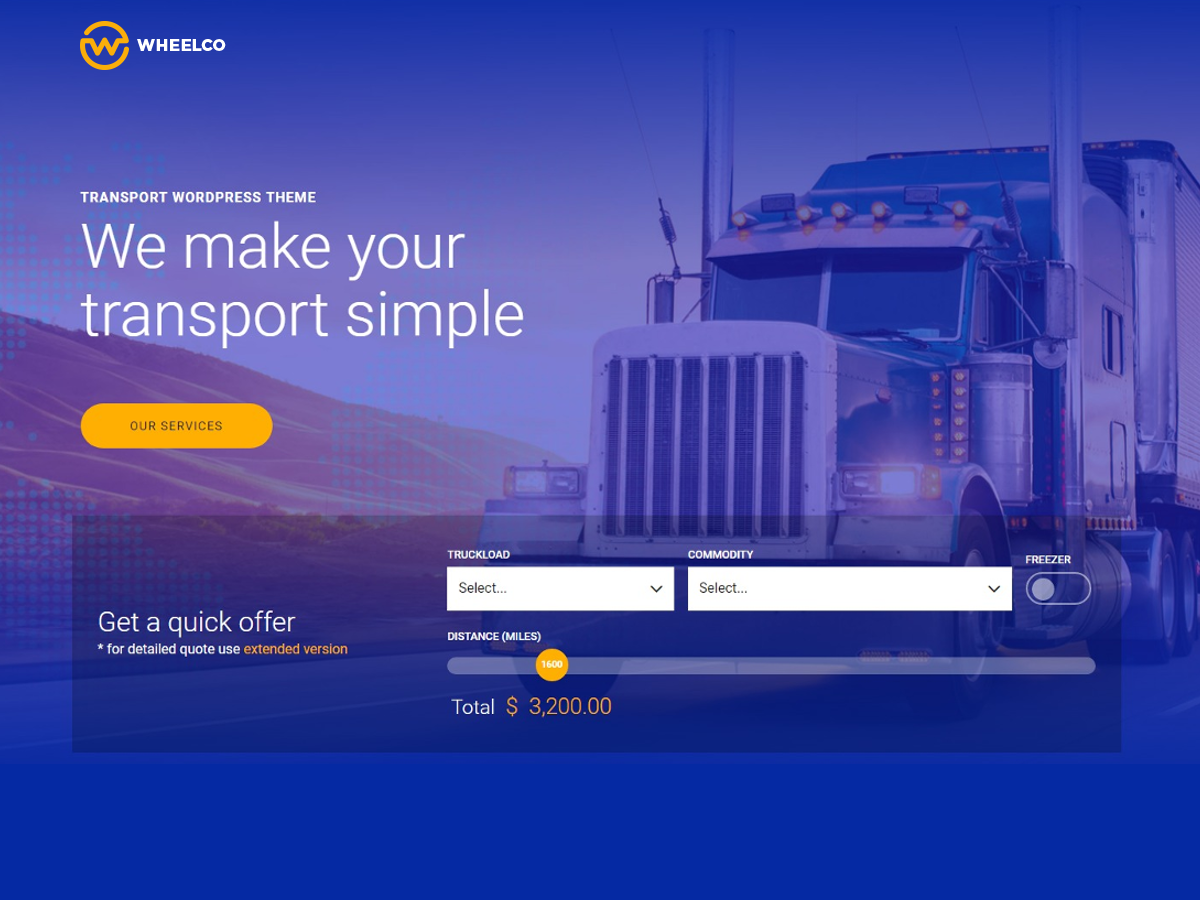 WHEELCO
TRANSPORT WORDPRESS THEME
We make your
transport simple
OUR SERVICES
Get a quick offer
* for detailed quote use extended version
TRUCKLOAD
Select...
COMMODITY
Select...
FREEZER
DISTANCE (MILES)
1600
Total $ 3,200.00